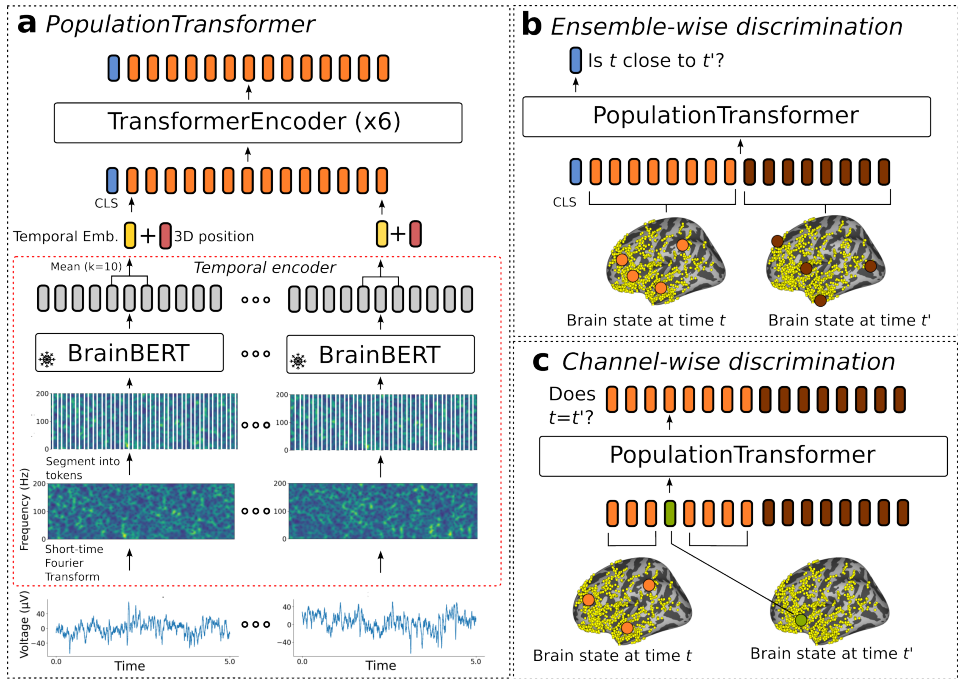 a PopulationTransformer
TransformerEncoder (x6)
CLS
Temporal Emb.
+
3D position
+
Mean (k=10)
Temporal encoder
BrainBERT
BrainBERT
200
100
0
200
100
0
Segment into
tokens
Frequency (Hz)
200
100
0
200
100
0
Short-time
Fourier
Transform
Voltage (μV)
40
0
−40
0.0
Time
5.0
40
0
−40
0.0
Time
5.0
b Ensemble-wise discrimination
Is t close to t'?
PopulationTransformer
CLS
Brain state at time t
Brain state at time t'
c Channel-wise discrimination
Does
t=t'?
PopulationTransformer
Brain state at time t
Brain state at time t'